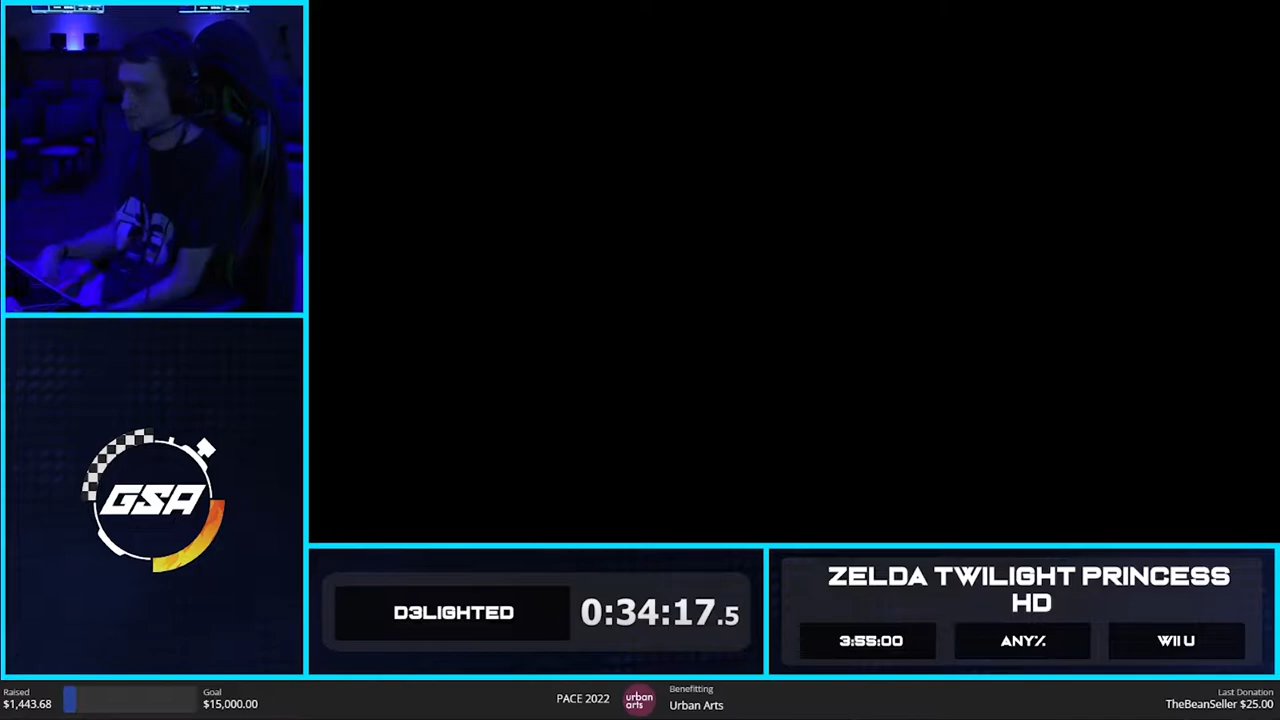 GSA
D3LIGHTED
0:34:17.5
ZELDA TWILIGHT PRINCESS
HD
3:55:00
ANY%
WII U
Raised
$1,443.68
Goal
$15,000.00
PACE 2022
urban
arts
Benefitting
Urban Arts
Last Donation
TheBeanSeller $25.00